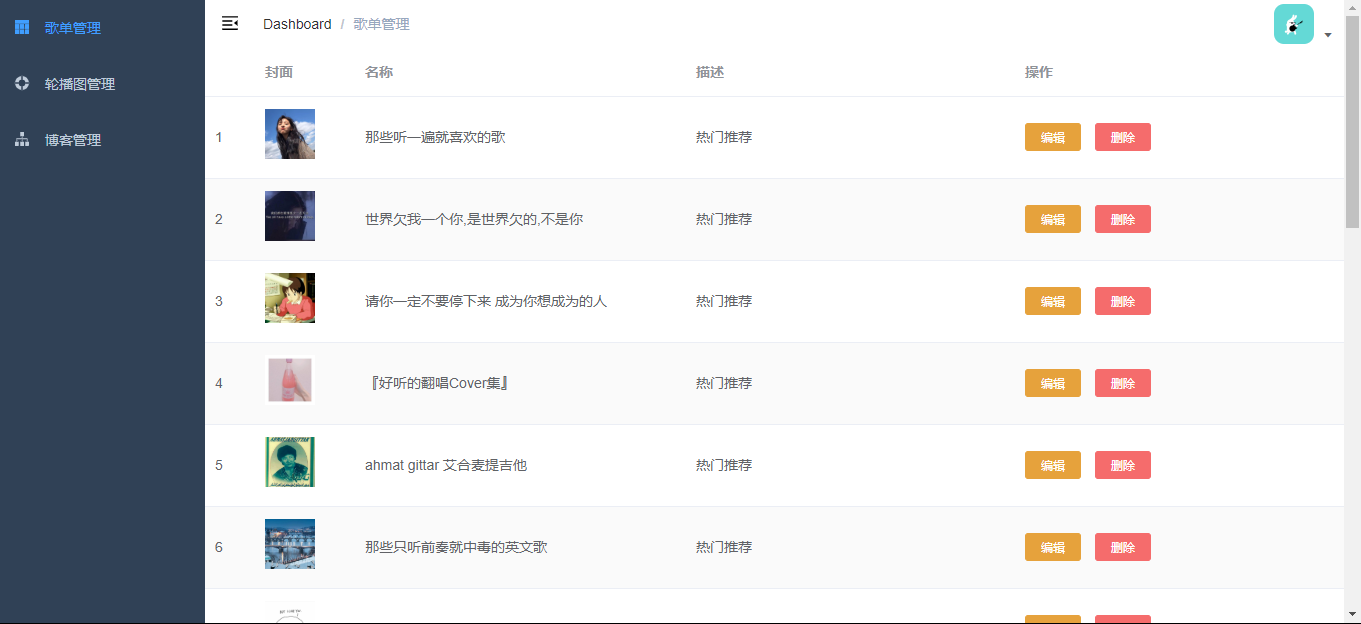 歌单管理
轮播图管理
博客管理
Dashboard / 歌单管理
封面 名称 描述 操作
1 那些听一遍就喜欢的歌 热门推荐 编辑 删除
2 世界欠我一个你,是世界欠的,不是你 热门推荐 编辑 删除
3 请你一定不要停下来 成为你想成为的人 热门推荐 编辑 删除
4 『好听的翻唱Cover集』 热门推荐 编辑 删除
5 ahmat gittar 艾合麦提吉他 热门推荐 编辑 删除
6 那些只听前奏就中毒的英文歌 热门推荐 编辑 删除